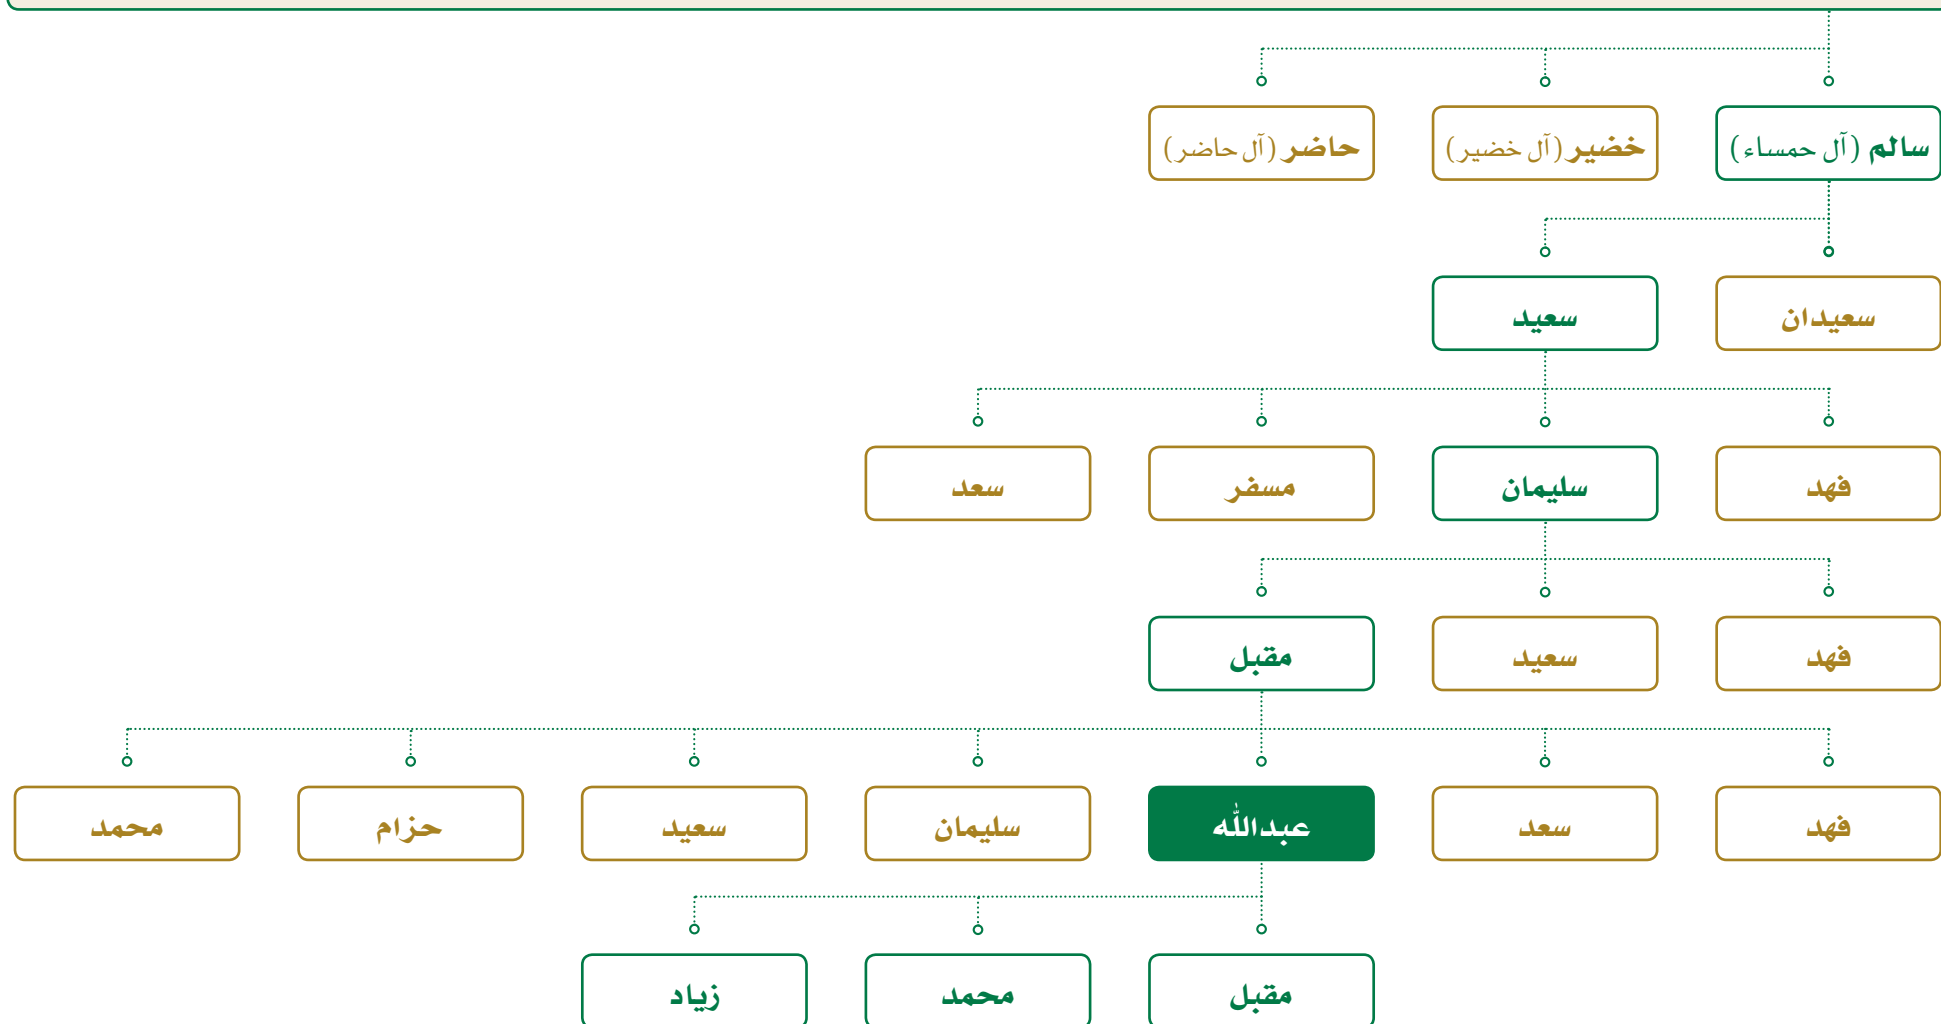 سالم (آل حمساء) خضير (آل خضير) حاضر (آل حاضر)
سعيدان سعيد
فهد سليمان مسفر سعد
فهد سعيد مقبل
فهد سعد عبدالله سليمان سعيد حزام محمد
مقبل محمد زياد